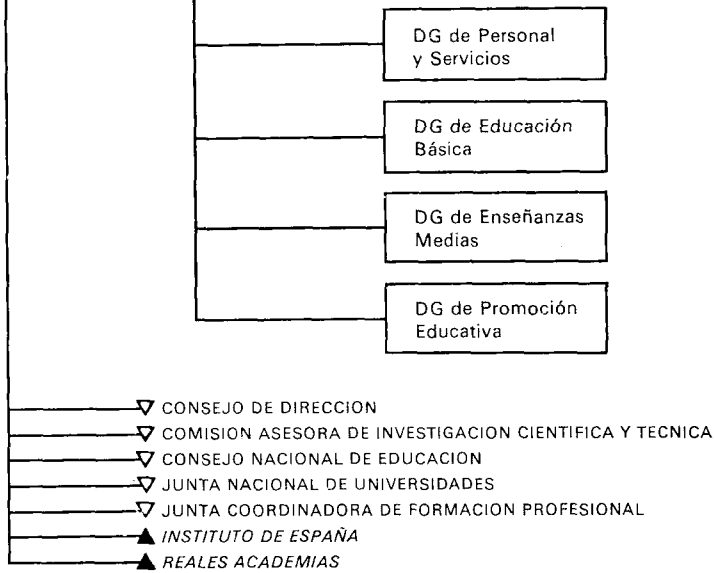 DG de Personal
y Servicios
DG de Educación
Básica
DG de Enseñanzas
Medias
DG de Promoción
Educativa
CONSEJO DE DIRECCION
COMISION ASESORA DE INVESTIGACION CIENTIFICA Y TECNICA
CONSEJO NACIONAL DE EDUCACION
JUNTA NACIONAL DE UNIVERSIDADES
JUNTA COORDINADORA DE FORMACION PROFESIONAL
INSTITUTO DE ESPAÑA
REALES ACADEMIAS